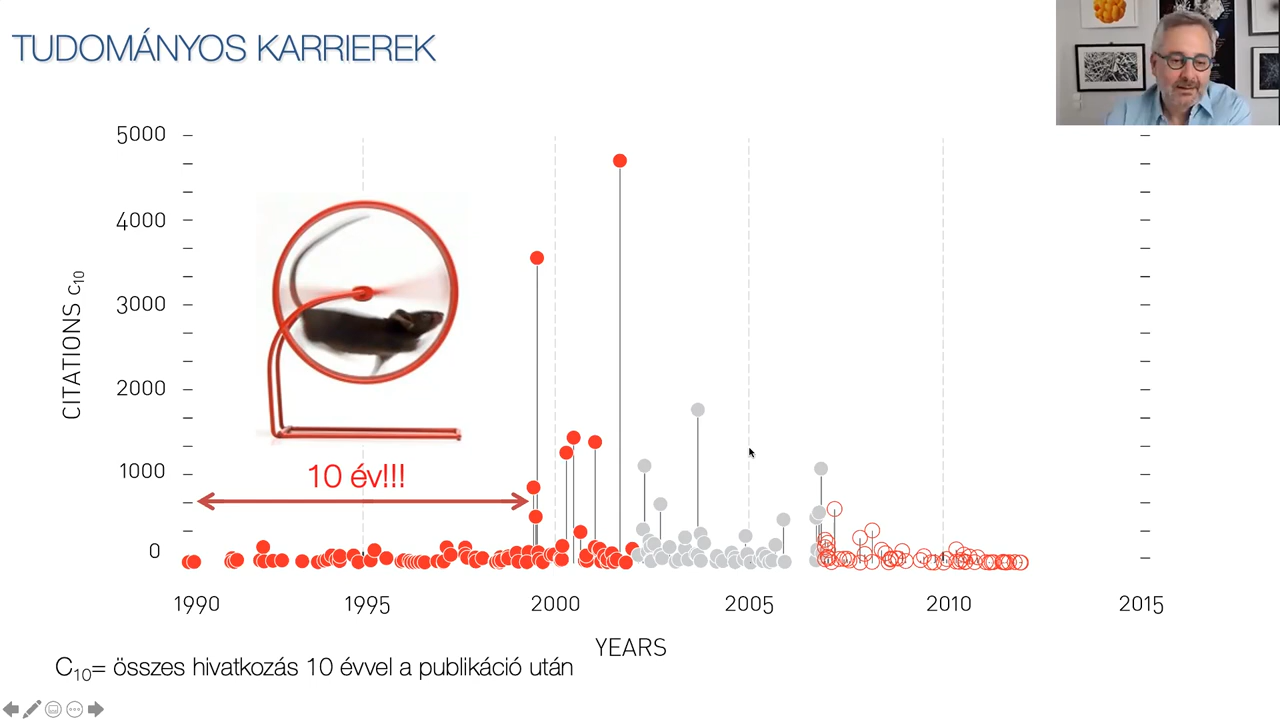 TUDOMÁNYOS KARRIEREK
5000
4000
3000
2000
1000
0
CITATIONS c10
10 év!!!
1990 1995 2000 2005 2010 2015
YEARS
C10= összes hivatkozás 10 évvel a publikáció után